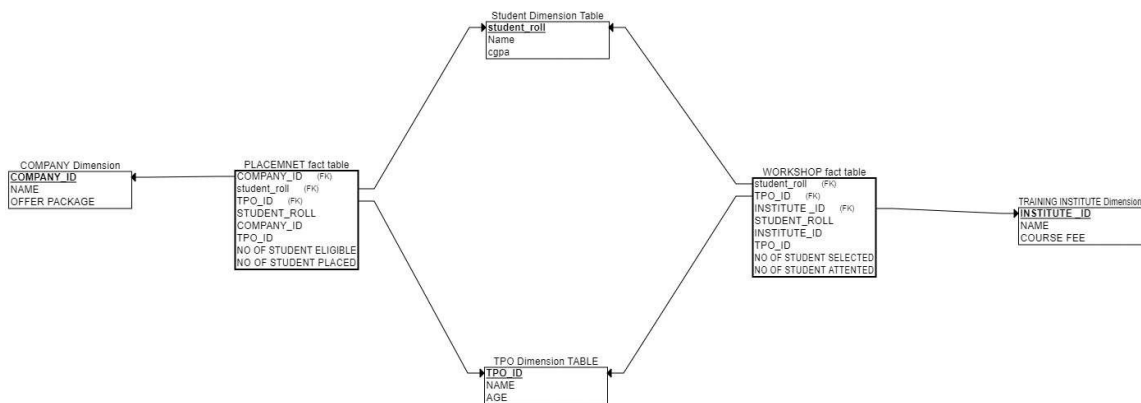 Student Dimension Table
student_roll
Name
cgpa
COMPANY Dimension
COMPANY_ID
NAME
OFFER PACKAGE
PLACEMNET fact table
COMPANY_ID (FK)
student_roll (FK)
TPO_ID (FK)
STUDENT_ROLL
COMPANY_ID
TPO_ID
NO OF STUDENT ELIGIBLE
NO OF STUDENT PLACED
WORKSHOP fact table
student_roll (FK)
TPO_ID (FK)
INSTITUTE _ID (FK)
STUDENT_ROLL
INSTITUTE_ID
TPO_ID
NO OF STUDENT SELECTED
NO OF STUDENT ATTENTED
TRAINING INSTITUTE Dimension
INSTITUTE _ID
NAME
COURSE FEE
TPO Dimension TABLE
TPO_ID
NAME
AGE